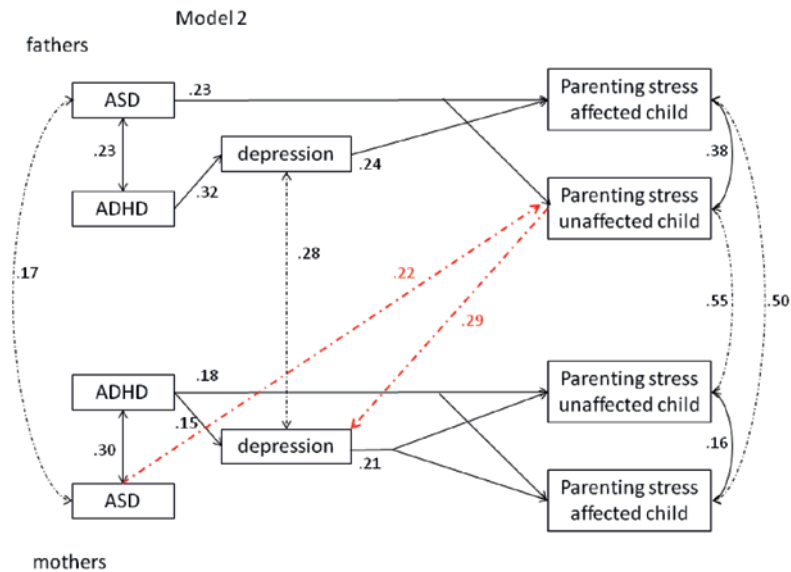 Model 2
fathers
ASD
.23
Parenting stress
affected child
.23
depression
.24
.38
ADHD
.32
Parenting stress
unaffected child
.17
.28
.22
.29
.55
.50
ADHD
.18
Parenting stress
unaffected child
.15
depression
.21
.30
.16
ASD
Parenting stress
affected child
mothers